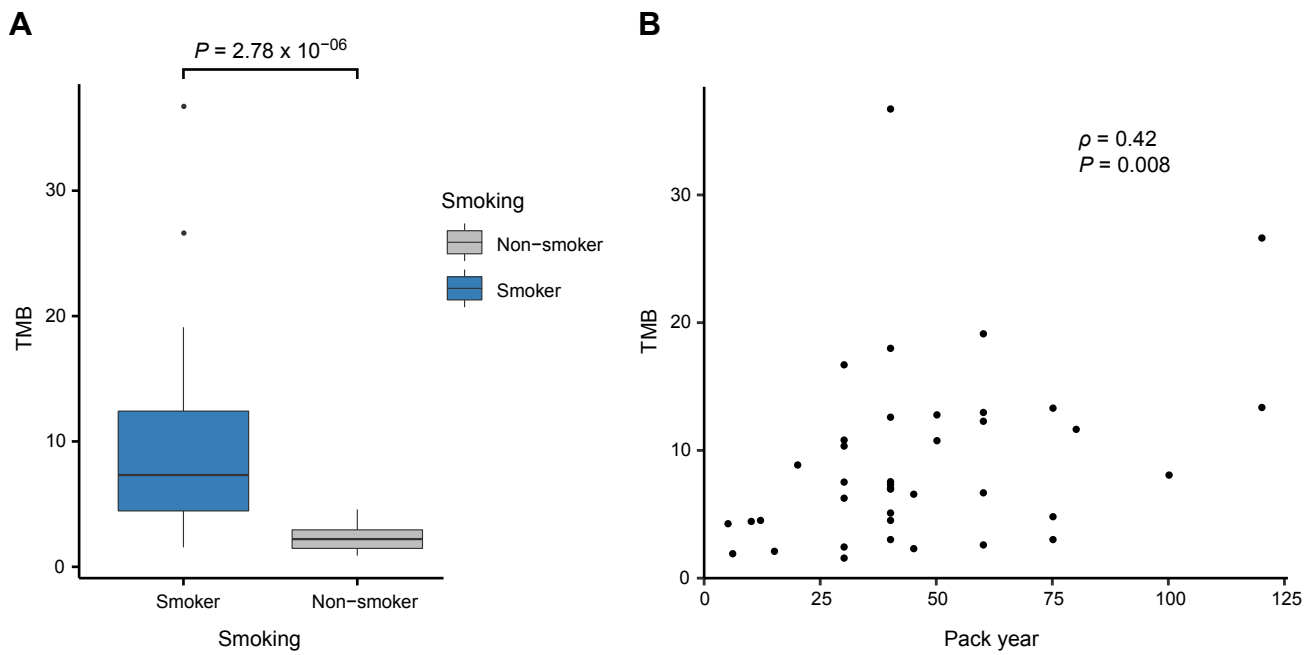 A
P = 2.78 x 10⁻⁰⁶
TMB
30
20
10
0
Smoker
Non−smoker
Smoking
Smoking
Non−smoker
Smoker
B
ρ = 0.42
P = 0.008
TMB
30
20
10
0
0
25
50
75
100
125
Pack year